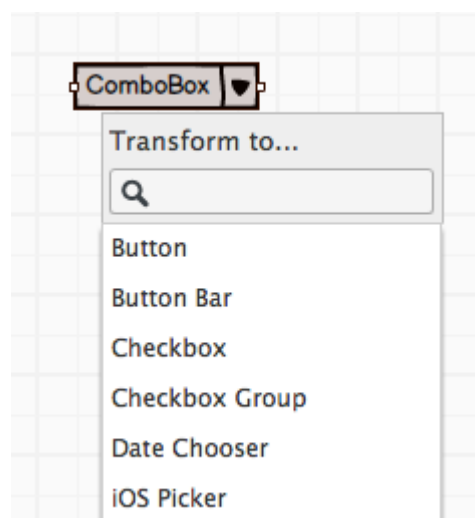 ComboBox
Transform to...
Button
Button Bar
Checkbox
Checkbox Group
Date Chooser
iOS Picker